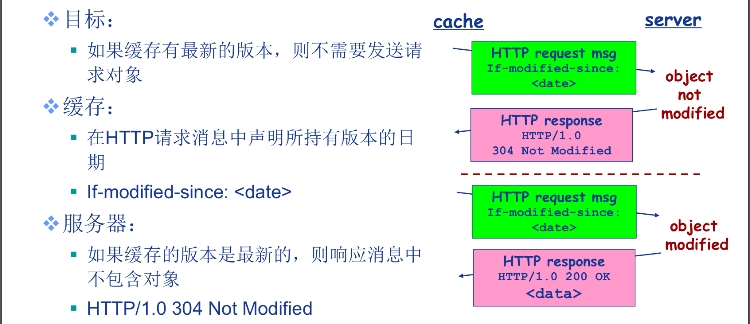 ❖目标：
▪ 如果缓存有最新的版本，则不需要发送请
求对象
❖缓存：
▪ 在HTTP请求消息中声明所持有版本的日
期
▪ If-modified-since: <date>
❖服务器：
▪ 如果缓存的版本是最新的，则响应消息中
不包含对象
▪ HTTP/1.0 304 Not Modified
cache
server
HTTP request msg
If-modified-since:
<date>
object
not
modified
HTTP response
HTTP/1.0
304 Not Modified
HTTP request msg
If-modified-since:
<date>
object
modified
HTTP response
HTTP/1.0 200 OK
<data>